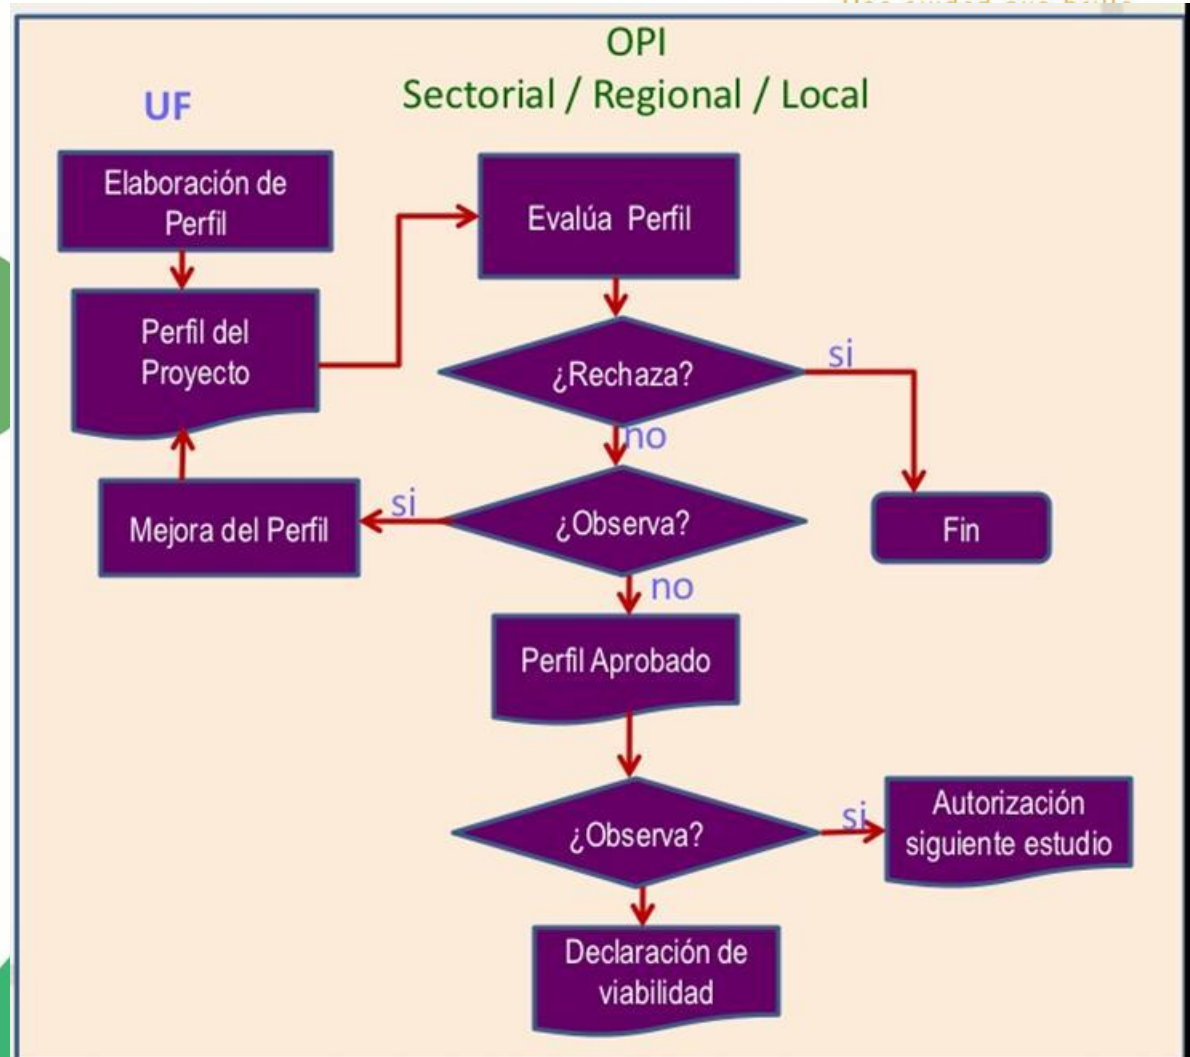 OPI
Sectorial / Regional / Local
UF
Elaboración de
Perfil
Evalúa Perfil
Perfil del
Proyecto
¿Rechaza?
si
no
Mejora del Perfil
si
¿Observa?
Fin
no
Perfil Aprobado
¿Observa?
si
Autorización
siguiente estudio
Declaración de
viabilidad